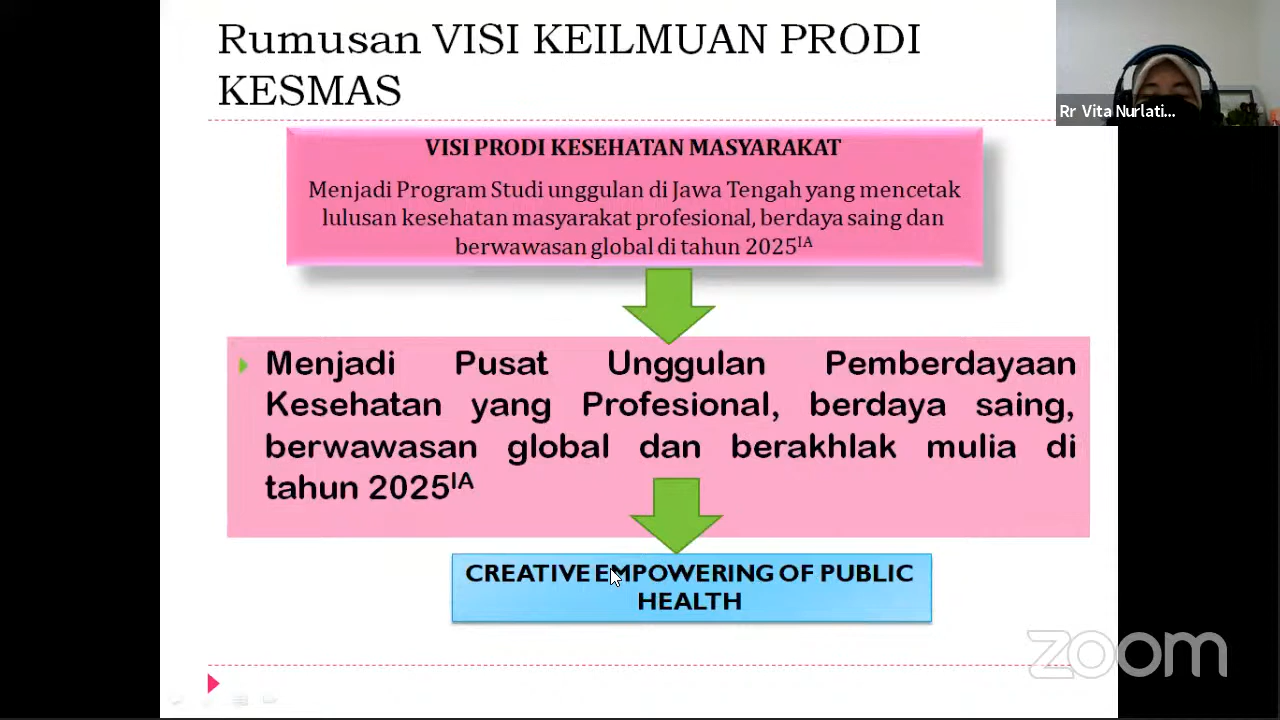 Rumusan VISI KEILMUAN PRODI
KESMAS
Rr Vita Nurlati...
VISI PRODI KESEHATAN MASYARAKAT
Menjadi Program Studi unggulan di Jawa Tengah yang mencetak
lulusan kesehatan masyarakat profesional, berdaya saing dan
berwawasan global di tahun 2025ᴵᴬ
Menjadi Pusat Unggulan Pemberdayaan
Kesehatan yang Profesional, berdaya saing,
berwawasan global dan berakhlak mulia di
tahun 2025ᴵᴬ
CREATIVE EMPOWERING OF PUBLIC
HEALTH
zoom